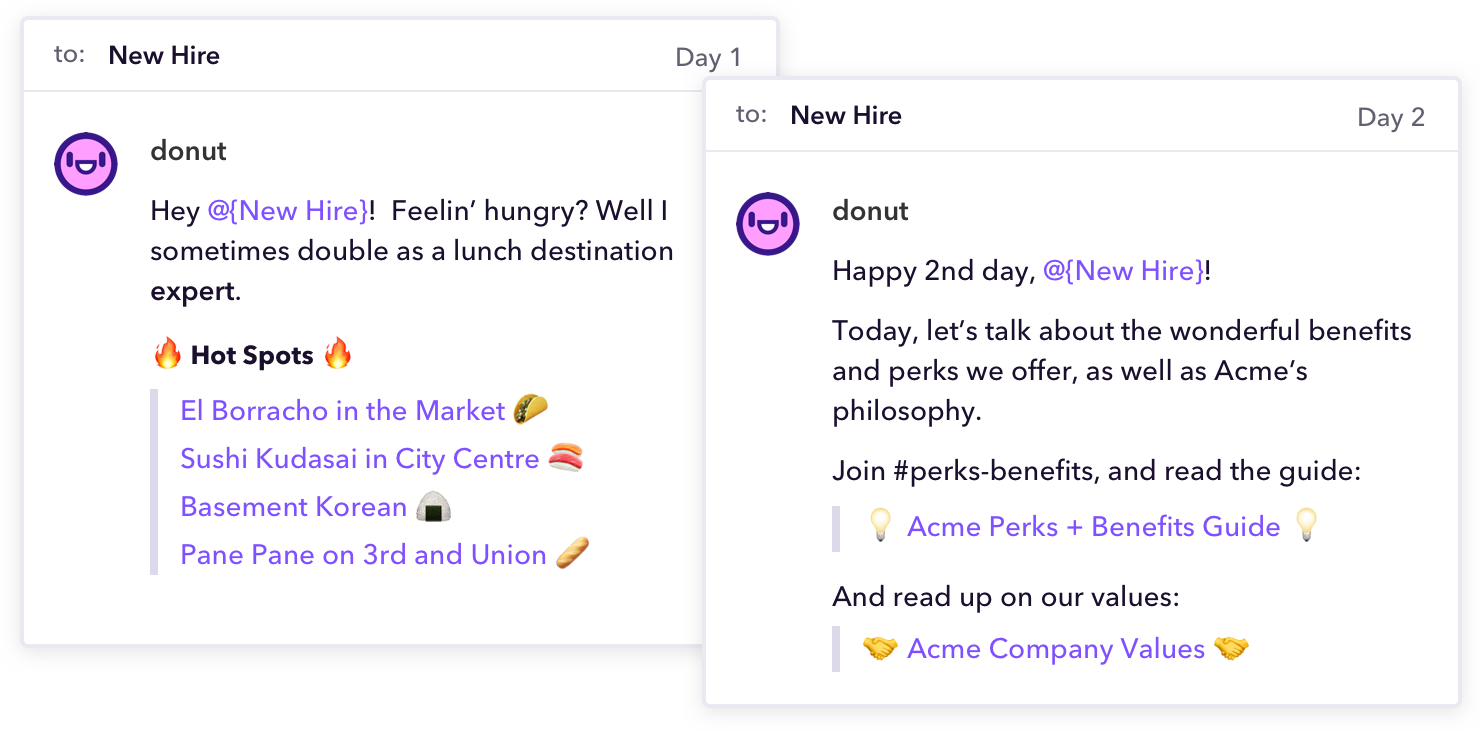 to: New Hire Day 1
donut
Hey @{New Hire}! Feelin’ hungry? Well I
sometimes double as a lunch destination
expert.
🔥 Hot Spots 🔥
El Borracho in the Market 🌮
Sushi Kudasai in City Centre 🍣
Basement Korean 🍙
Pane Pane on 3rd and Union 🥖
to: New Hire Day 2
donut
Happy 2nd day, @{New Hire}!
Today, let’s talk about the wonderful benefits
and perks we offer, as well as Acme’s
philosophy.
Join #perks-benefits, and read the guide:
💡 Acme Perks + Benefits Guide 💡
And read up on our values:
🤝 Acme Company Values 🤝